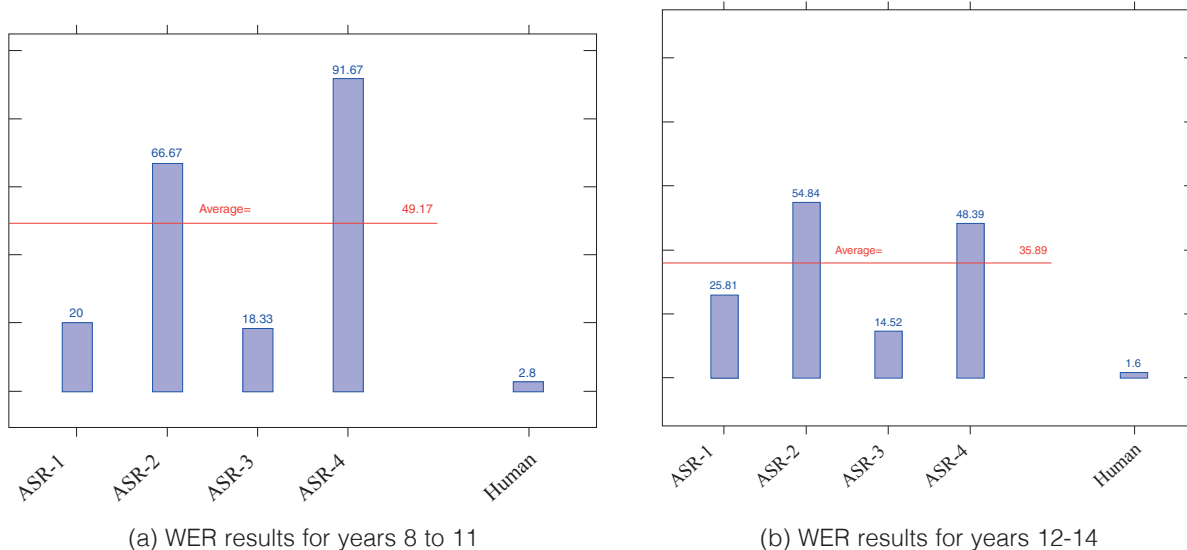 91.67
66.67
Average= 49.17
20
18.33
2.8
ASR-1 ASR-2 ASR-3 ASR-4 Human
(a) WER results for years 8 to 11
54.84
48.39
Average= 35.89
25.81
14.52
1.6
ASR-1 ASR-2 ASR-3 ASR-4 Human
(b) WER results for years 12-14